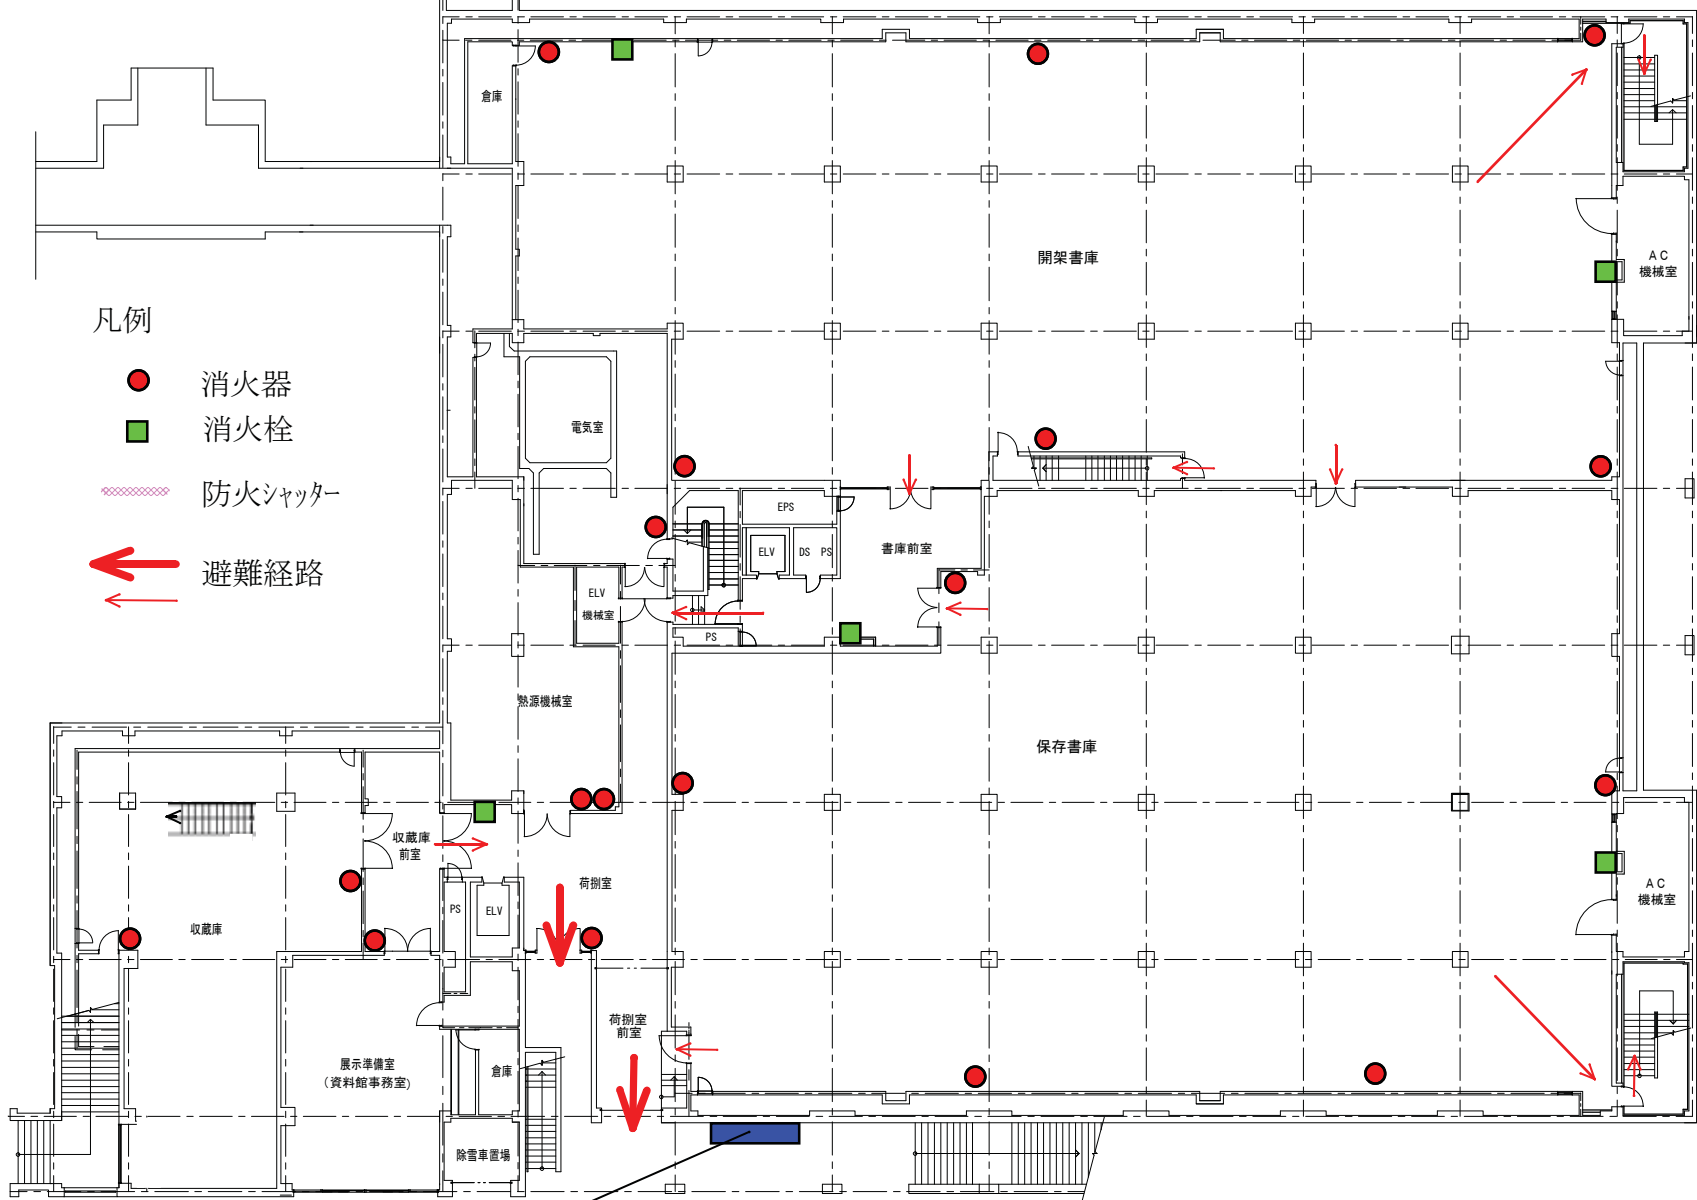 倉庫
開架書庫
ＡＣ
機械室
凡例
消火器
消火栓
防火シャッター
避難経路
電気室
EPS
ELV
DS
PS
書庫前室
ELV
機械室
PS
熱源機械室
保存書庫
収蔵庫
前室
荷捌室
PS
ELV
収蔵庫
ＡＣ
機械室
荷捌室
前室
展示準備室
（資料館事務室）
倉庫
除雪車置場